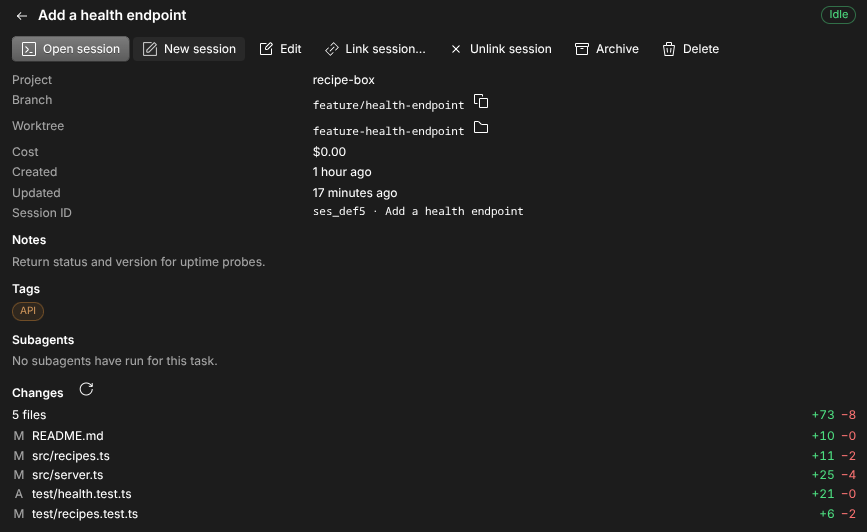 Add a health endpoint
Idle
Open session New session Edit Link session... Unlink session Archive Delete
Project recipe-box
Branch feature/health-endpoint
Worktree feature-health-endpoint
Cost $0.00
Created 1 hour ago
Updated 17 minutes ago
Session ID ses_def5 · Add a health endpoint
Notes
Return status and version for uptime probes.
Tags
API
Subagents
No subagents have run for this task.
Changes
5 files +73 −8
M README.md +10 −0
M src/recipes.ts +11 −2
M src/server.ts +25 −4
A test/health.test.ts +21 −0
M test/recipes.test.ts +6 −2